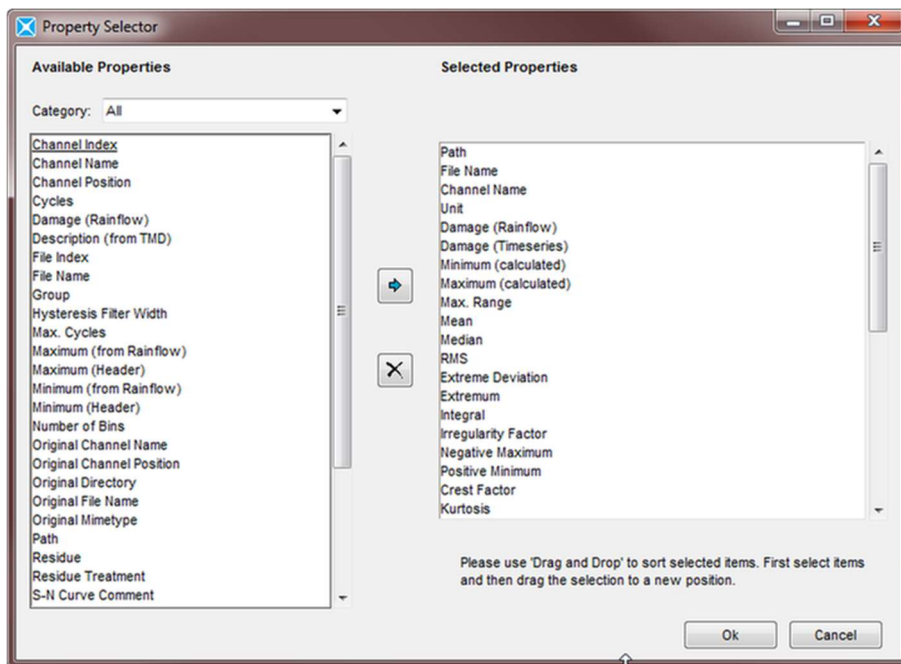 Property Selector
Available Properties
Category: All
Channel Index
Channel Name
Channel Position
Cycles
Damage (Rainflow)
Description (from TMD)
File Index
File Name
Group
Hysteresis Filter Width
Max. Cycles
Maximum (from Rainflow)
Maximum (Header)
Minimum (from Rainflow)
Minimum (Header)
Number of Bins
Original Channel Name
Original Channel Position
Original Directory
Original File Name
Original Mimetype
Path
Residue
Residue Treatment
S-N Curve Comment
Selected Properties
Path
File Name
Channel Name
Unit
Damage (Rainflow)
Damage (Timeseries)
Minimum (calculated)
Maximum (calculated)
Max. Range
Mean
Median
RMS
Extreme Deviation
Extremum
Integral
Irregularity Factor
Negative Maximum
Positive Minimum
Crest Factor
Kurtosis
Please use 'Drag and Drop' to sort selected items. First select items
and then drag the selection to a new position.
Ok
Cancel